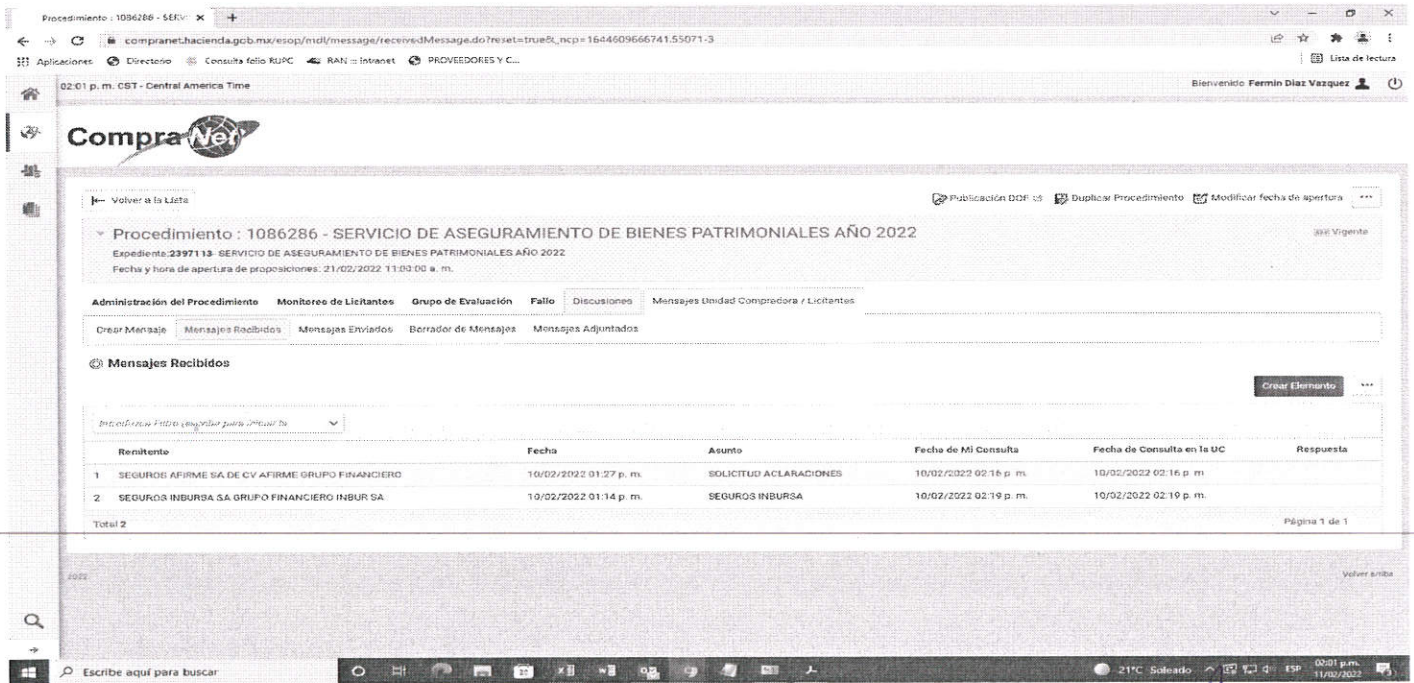 Procedimiento : 1086286 - SERV
compranet.hacienda.gob.mx/esop/mdl/message/receivedMessage.do?reset=true&_ncp=1644609666741.55071-3
Aplicaciones Directorio Consulta folio RUPC RAN :: Intranet PROVEEDORES Y C... Lista de lectura
02:01 p. m. CST - Central America Time Bienvenido Fermin Diaz Vazquez
CompraNet
Volver a la Lista Publicación DOF Duplicar Procedimiento Modificar fecha de apertura ...
Procedimiento : 1086286 - SERVICIO DE ASEGURAMIENTO DE BIENES PATRIMONIALES AÑO 2022 Vigente
Expediente:2397113- SERVICIO DE ASEGURAMIENTO DE BIENES PATRIMONIALES AÑO 2022
Fecha y hora de apertura de proposiciones: 21/02/2022 11:00:00 a. m.
Administración del Procedimiento Monitoreo de Licitantes Grupo de Evaluación Fallo Discusiones Mensajes Unidad Compradora / Licitantes
Crear Mensaje Mensajes Recibidos Mensajes Enviados Borrador de Mensajes Mensajes Adjuntados
Mensajes Recibidos
Crear Elemento ...
Remitente Fecha Asunto Fecha de Mi Consulta Fecha de Consulta en la UC Respuesta
1 SEGUROS AFIRME SA DE CV AFIRME GRUPO FINANCIERO 10/02/2022 01:27 p. m. SOLICITUD ACLARACIONES 10/02/2022 02:16 p. m. 10/02/2022 02:16 p. m.
2 SEGUROS INBURSA SA GRUPO FINANCIERO INBUR SA 10/02/2022 01:14 p. m. SEGUROS INBURSA 10/02/2022 02:19 p. m. 10/02/2022 02:19 p. m.
Total 2 Página 1 de 1
2022 Volver arriba
Escribe aquí para buscar 21°C Soleado ESP 02:01 p.m.
11/02/2022